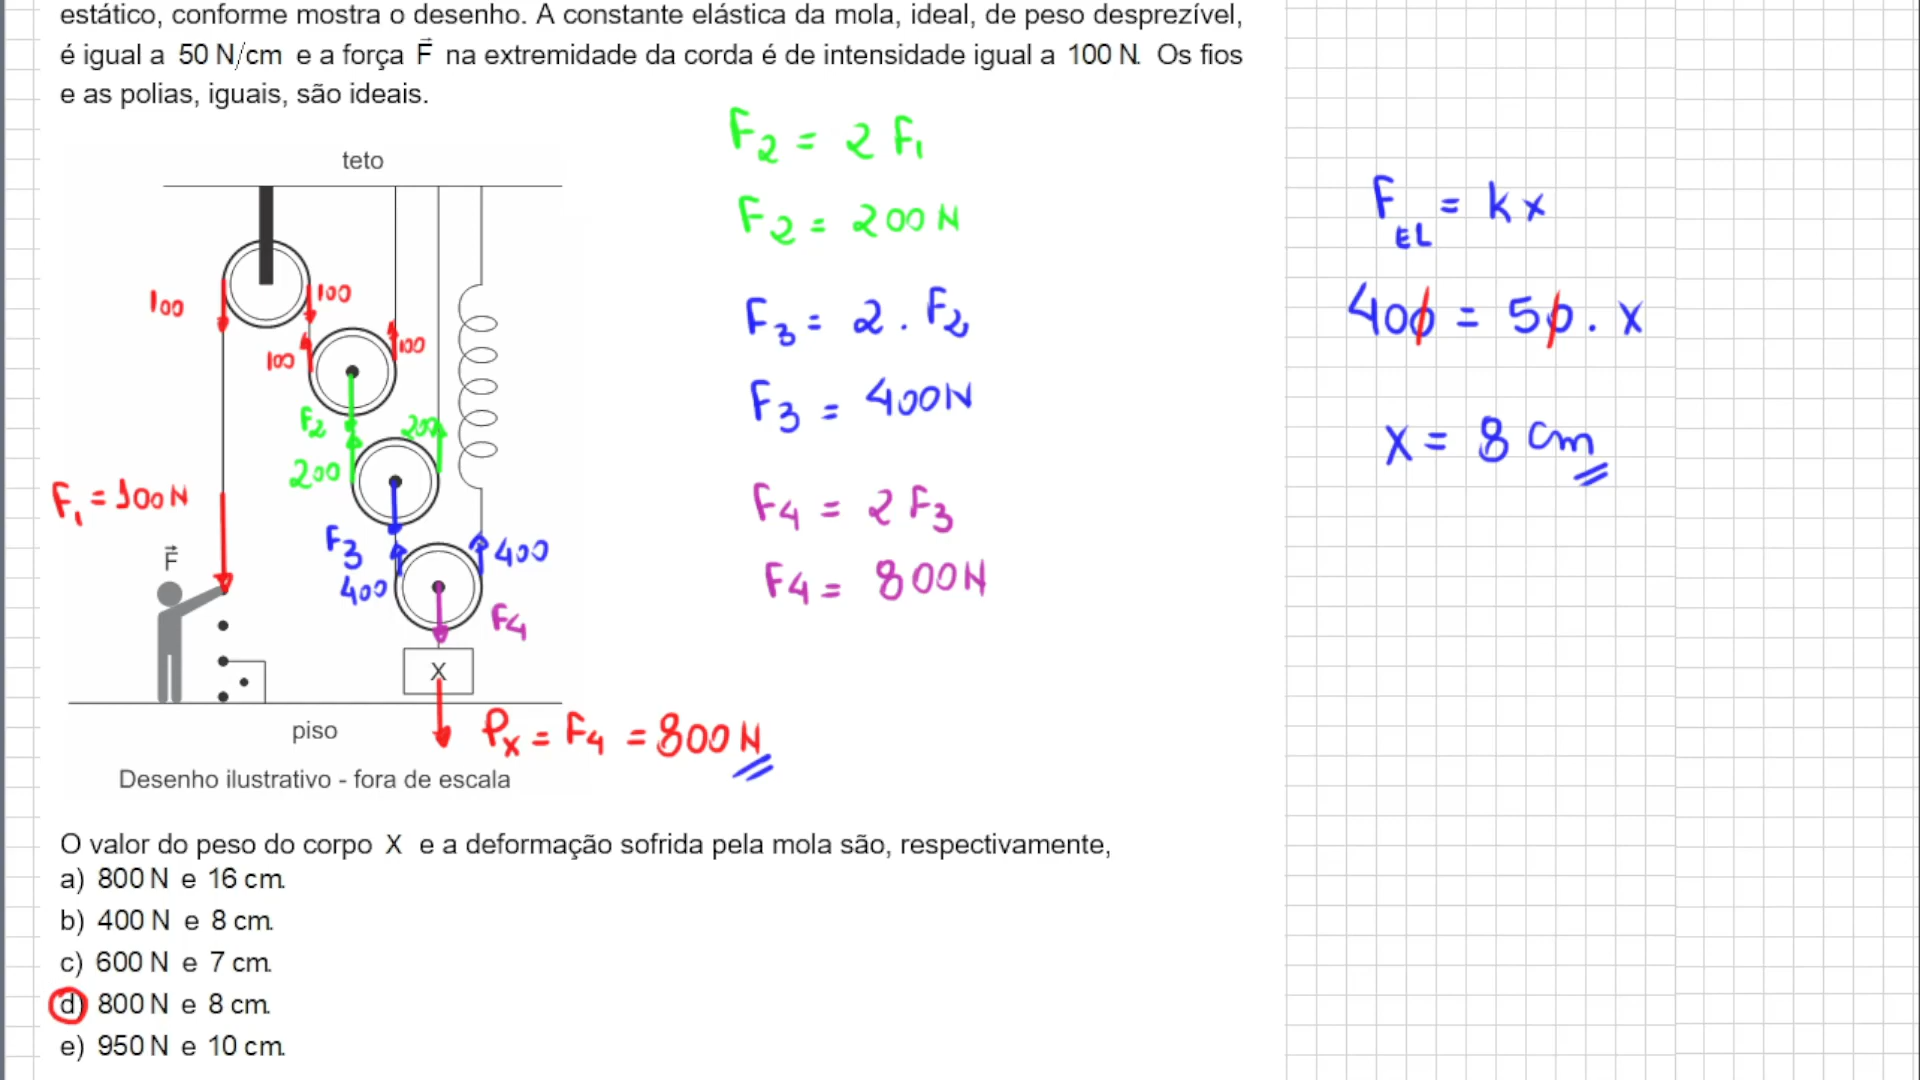 estático, conforme mostra o desenho. A constante elástica da mola, ideal, de peso desprezível,
é igual a 50 N/cm e a força F⃗ na extremidade da corda é de intensidade igual a 100 N. Os fios
e as polias, iguais, são ideais.
teto
100
100
100
100
F2
200
200
F1 = 100N
F⃗
F3
400
400
F4
X
piso
Px = F4 = 800 N
Desenho ilustrativo - fora de escala
F2 = 2 F1
F2 = 200 N
F3 = 2 . F2
F3 = 400N
F4 = 2 F3
F4 = 800N
F EL = k x
400 = 50 . x
x = 8 cm
O valor do peso do corpo X e a deformação sofrida pela mola são, respectivamente,
a) 800 N e 16 cm.
b) 400 N e 8 cm.
c) 600 N e 7 cm.
d) 800 N e 8 cm.
e) 950 N e 10 cm.